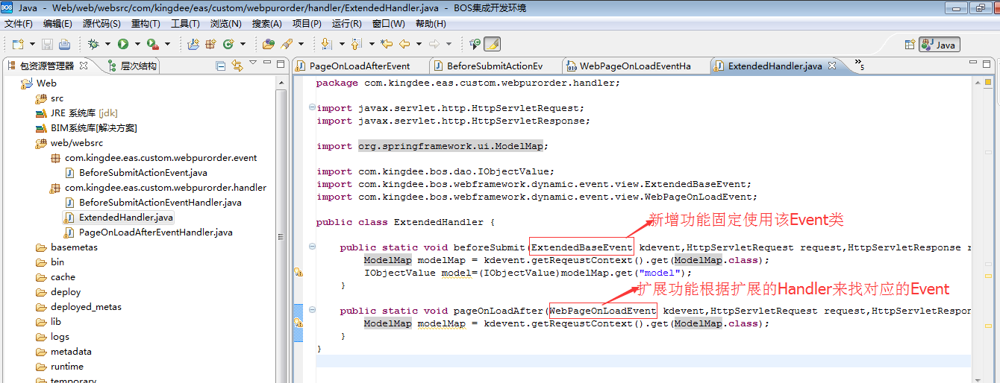 Java - Web/web/websrc/com/kingdee/eas/custom/webpurorder/handler/ExtendedHandler.java - BOS集成开发环境
文件(F) 编辑(E) 源代码(S) 重构(T) 工具(T) 浏览(N) 搜索(A) 项目(P) 运行(R) 窗口(W) 帮助(H)
Java
包资源管理器 层次结构
PageOnLoadAfterEvent BeforeSubmitActionEv WebPageOnLoadEventHa ExtendedHandler.java »5
Web
src
JRE 系统库 [jdk]
BIM系统库[解决方案]
web/websrc
com.kingdee.eas.custom.webpurorder.event
BeforeSubmitActionEvent.java
com.kingdee.eas.custom.webpurorder.handler
BeforeSubmitActionEventHandler.java
ExtendedHandler.java
PageOnLoadAfterEventHandler.java
basemetas
bin
cache
deploy
deployed_metas
lib
logs
metadata
runtime
temporary
package com.kingdee.eas.custom.webpurorder.handler;
import javax.servlet.http.HttpServletRequest;
import javax.servlet.http.HttpServletResponse;
import org.springframework.ui.ModelMap;
import com.kingdee.bos.dao.IObjectValue;
import com.kingdee.bos.webframework.dynamic.event.view.ExtendedBaseEvent;
import com.kingdee.bos.webframework.dynamic.event.view.WebPageOnLoadEvent;
public class ExtendedHandler {
新增功能固定使用该Event类
public static void beforeSubmit(ExtendedBaseEvent kdevent,HttpServletRequest request,HttpServletResponse r
ModelMap modelMap = kdevent.getReqeustContext().get(ModelMap.class);
IObjectValue model=(IObjectValue)modelMap.get("model");
}
扩展功能根据扩展的Handler来找对应的Event
public static void pageOnLoadAfter(WebPageOnLoadEvent kdevent,HttpServletRequest request,HttpServletRespon
ModelMap modelMap = kdevent.getReqeustContext().get(ModelMap.class);
}
}